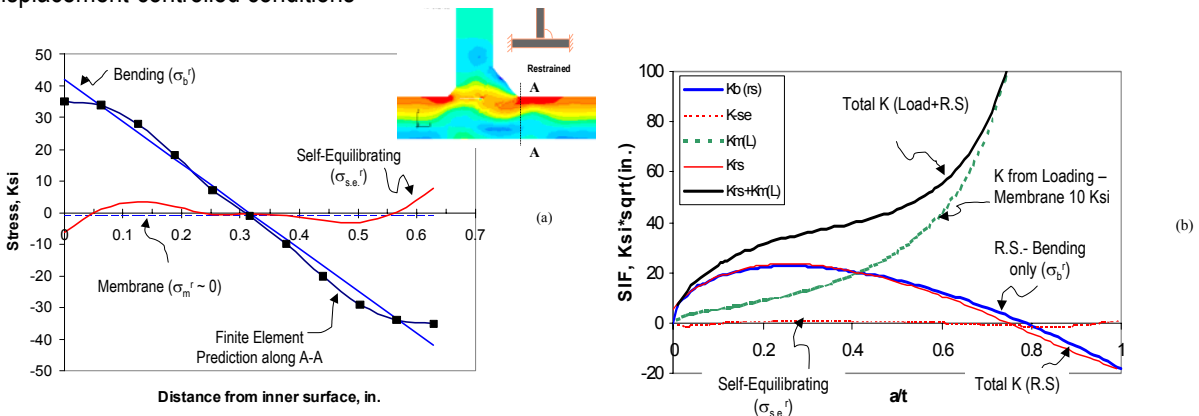 displacement controlled conditions
50
40
30
20
10
0
-10
-20
-30
-40
-50
Stress, Ksi
0
0.1
0.2
0.3
0.4
0.5
0.6
0.7
Distance from inner surface, in.
Bending (σbʳ)
Membrane (σmʳ ~ 0)
Self-Equilibrating
(σs.e.ʳ)
Finite Element
Prediction along A-A
Restrained
A
A
(a)
100
80
60
40
20
0
-20
SIF, Ksi*sqrt(in.)
0
0.2
0.4
0.6
0.8
1
a/t
Kb (rs)
K-se
Km(L)
Krs
Krs+Km(L)
Total K (Load+R.S)
K from Loading –
Membrane 10 Ksi
R.S.- Bending
only (σbʳ)
Self-Equilibrating
(σs.eʳ)
Total K (R.S)
(b)